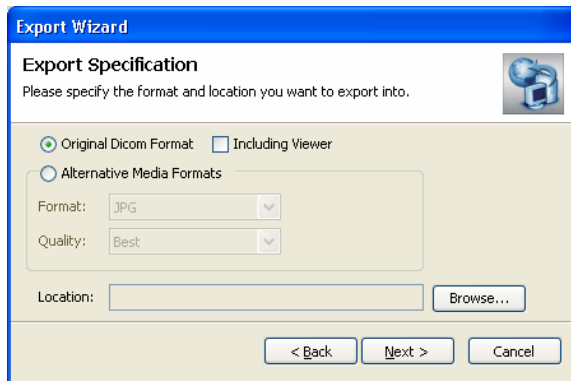 Export Wizard
Export Specification
Please specify the format and location you want to export into.
Original Dicom Format Including Viewer
Alternative Media Formats
Format: JPG
Quality: Best
Location: Browse...
< Back Next > Cancel